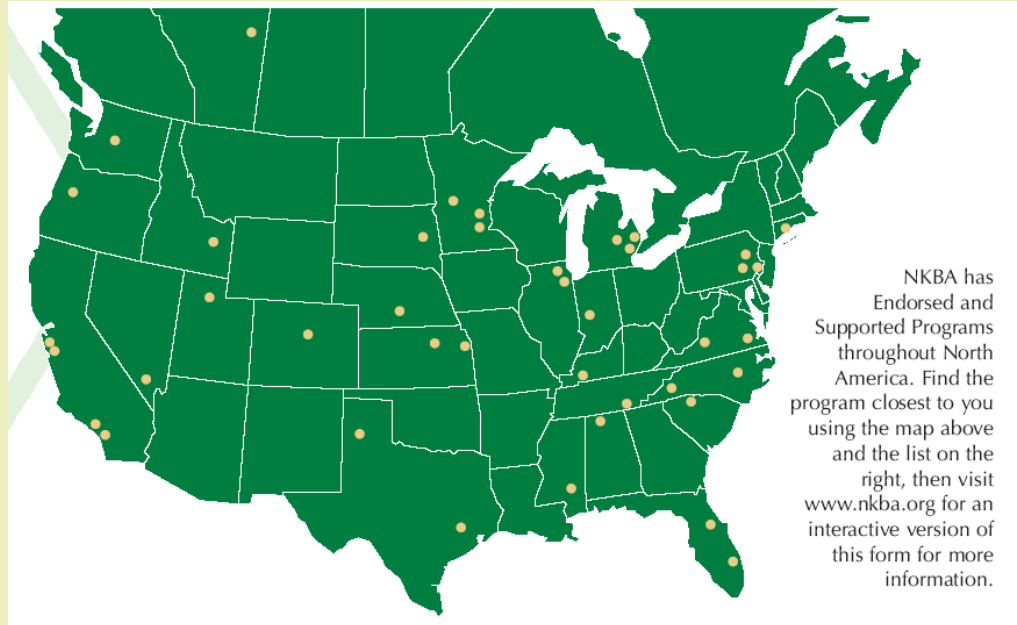 NKBA has
Endorsed and
Supported Programs
throughout North
America. Find the
program closest to you
using the map above
and the list on the
right, then visit
www.nkba.org for an
interactive version of
this form for more
information.